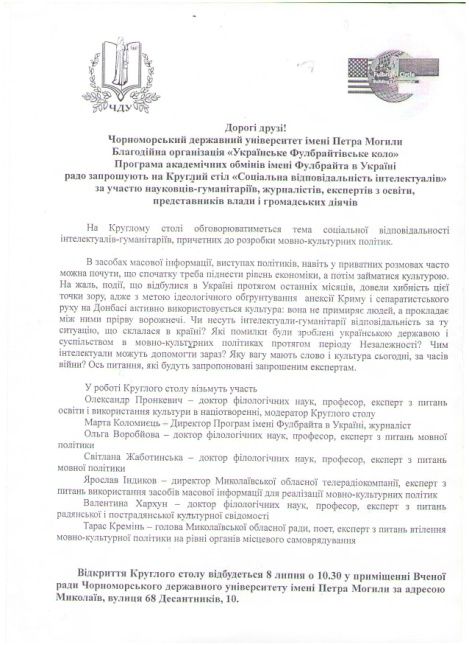 ЧДУ
Fulbright Circle
Дорогі друзі!
Чорноморський державний університет імені Петра Могили
Благодійна організація «Українське Фулбрайтівське коло»
Програма академічних обмінів імені Фулбрайта в Україні
радо запрошують на Круглий стіл «Соціальна відповідальність інтелектуалів»
за участю науковців-гуманітаріїв, журналістів, експертів з освіти,
представників влади і громадських діячів
На Круглому столі обговорюватиметься тема соціальної відповідальності
інтелектуалів-гуманітаріїв, причетних до розробки мовно-культурних політик.
В засобах масової інформації, виступах політиків, навіть у приватних розмовах часто
можна почути, що спочатку треба піднести рівень економіки, а потім займатися культурою.
На жаль, події, що відбулися в Україні протягом останніх місяців, довели хибність цієї
точки зору, адже з метою ідеологічного обґрунтування анексії Криму і сепаратистського
руху на Донбасі активно використовується культура: вона не примиряє людей, а прокладає
між ними прірву ворожнечі. Чи несуть інтелектуали-гуманітарії відповідальність за ту
ситуацію, що склалася в країні? Які помилки були зроблені українською державою і
суспільством в мовно-культурних політиках протягом періоду Незалежності? Чим
інтелектуали можуть допомогти зараз? Яку вагу мають слово і культура сьогодні, за часів
війни? Ось питання, які будуть запропоновані запрошеним експертам.
У роботі Круглого столу візьмуть участь
Олександр Пронкевич – доктор філологічних наук, професор, експерт з питань
освіти і використання культури в націотворенні, модератор Круглого столу
Марта Коломиєць – Директор Програм імені Фулбрайта в Україні, журналіст
Ольга Воробйова – доктор філологічних наук, професор, експерт з питань мовної
політики
Світлана Жаботинська – доктор філологічних наук, професор, експерт з питань
мовної політики
Ярослав Індиков – директор Миколаївської обласної телерадіокомпанії, експерт з
питань використання засобів масової інформації для реалізації мовно-культурних політик
Валентина Хархун – доктор філологічних наук, професор, експерт з питань
радянської і пострадянської культурної свідомості
Тарас Кремінь – голова Миколаївської обласної ради, поет, експерт з питань втілення
мовно-культурної політики на рівні органів місцевого самоврядування
Відкриття Круглого столу відбудеться 8 липня о 10.30 у приміщенні Вченої
ради Чорноморського державного університету імені Петра Могили за адресою
Миколаїв, вулиця 68 Десантників, 10.